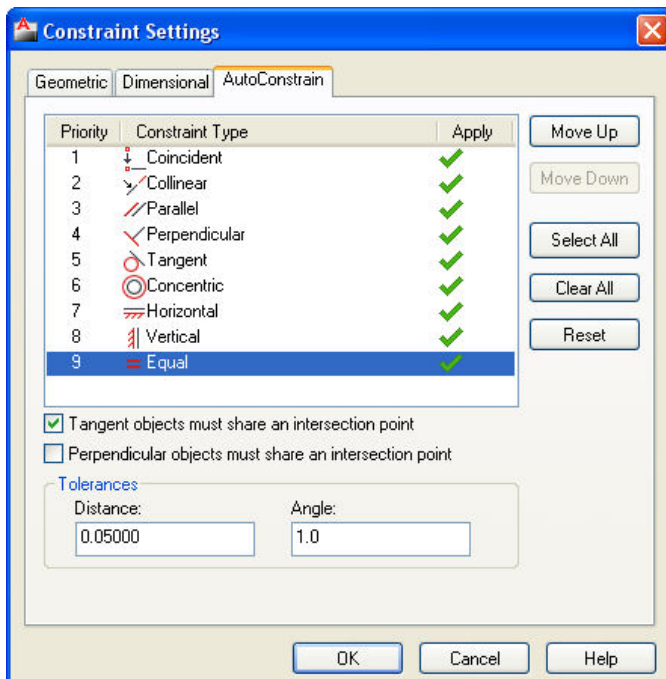 Constraint Settings
Geometric Dimensional AutoConstrain
Priority Constraint Type Apply
1 Coincident
2 Collinear
3 Parallel
4 Perpendicular
5 Tangent
6 Concentric
7 Horizontal
8 Vertical
9 Equal
Move Up
Move Down
Select All
Clear All
Reset
Tangent objects must share an intersection point
Perpendicular objects must share an intersection point
Tolerances
Distance: Angle:
0.05000 1.0
OK Cancel Help